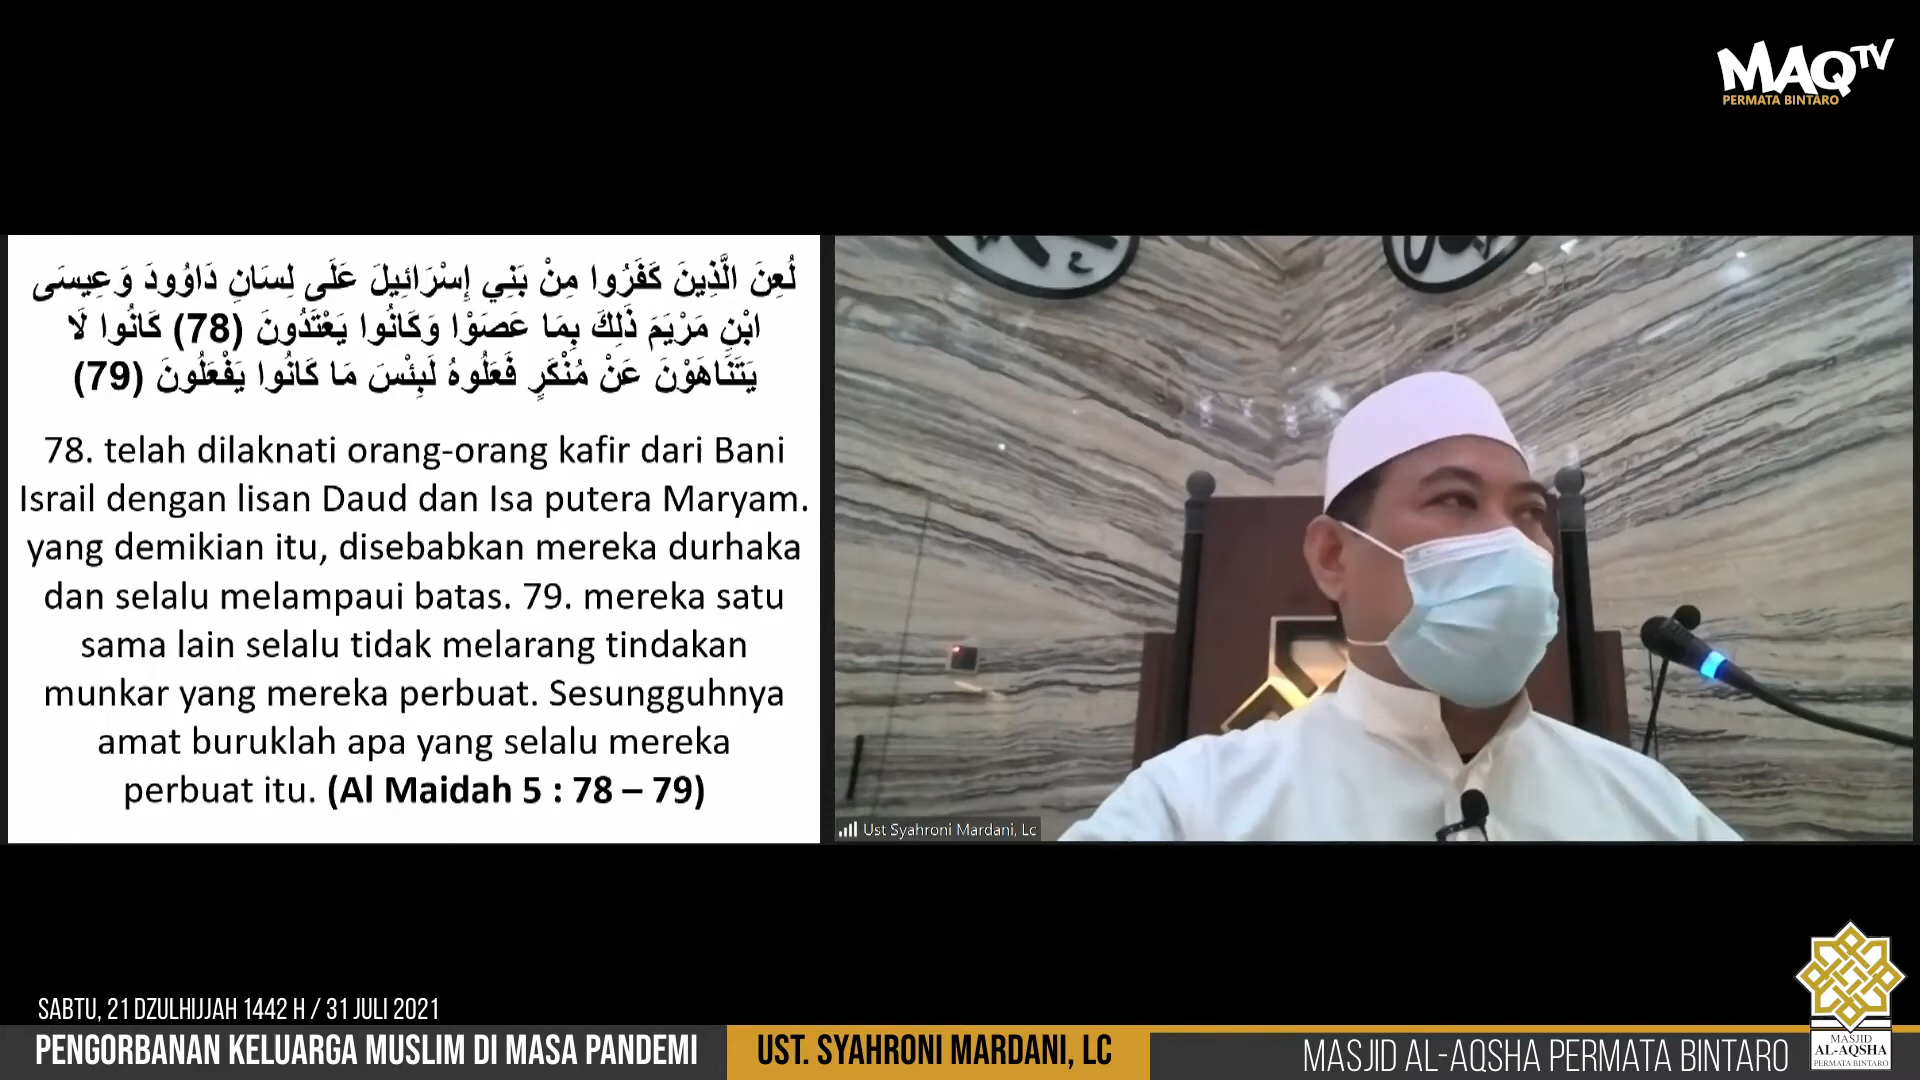 MAQTV
PERMATA BINTARO
لُعِنَ الَّذِينَ كَفَرُوا مِنْ بَنِي إِسْرَائِيلَ عَلَى لِسَانِ دَاوُودَ وَعِيسَى
ابْنِ مَرْيَمَ ذَلِكَ بِمَا عَصَوْا وَكَانُوا يَعْتَدُونَ (78) كَانُوا لَا
يَتَنَاهَوْنَ عَنْ مُنْكَرٍ فَعَلُوهُ لَبِئْسَ مَا كَانُوا يَفْعَلُونَ (79)
78. telah dilaknati orang-orang kafir dari Bani
Israil dengan lisan Daud dan Isa putera Maryam.
yang demikian itu, disebabkan mereka durhaka
dan selalu melampaui batas. 79. mereka satu
sama lain selalu tidak melarang tindakan
munkar yang mereka perbuat. Sesungguhnya
amat buruklah apa yang selalu mereka
perbuat itu. (Al Maidah 5 : 78 – 79)
Ust Syahroni Mardani, Lc
SABTU, 21 DZULHIJJAH 1442 H / 31 JULI 2021
PENGORBANAN KELUARGA MUSLIM DI MASA PANDEMI
UST. SYAHRONI MARDANI, LC
MASJID AL-AQSHA PERMATA BINTARO
MASJID
AL-AQSHA
PERMATA BINTARO